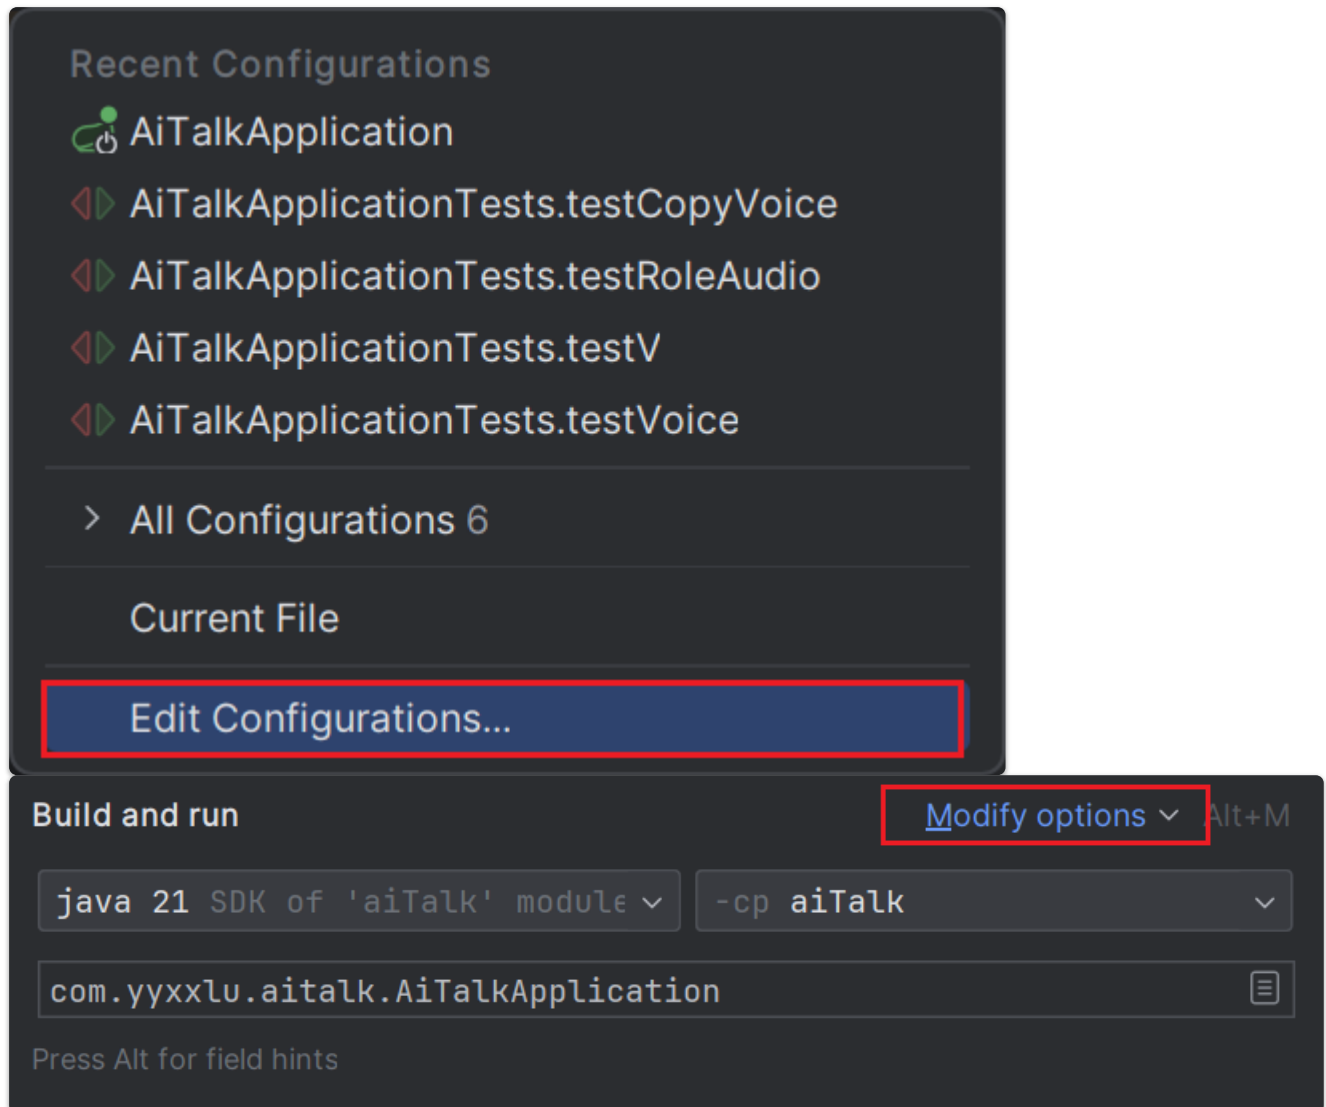 Recent Configurations
AiTalkApplication
AiTalkApplicationTests.testCopyVoice
AiTalkApplicationTests.testRoleAudio
AiTalkApplicationTests.testV
AiTalkApplicationTests.testVoice
All Configurations 6
Current File
Edit Configurations...
Build and run Modify options Alt+M
java 21 SDK of 'aiTalk' module -cp aiTalk
com.yyxxlu.aitalk.AiTalkApplication
Press Alt for field hints